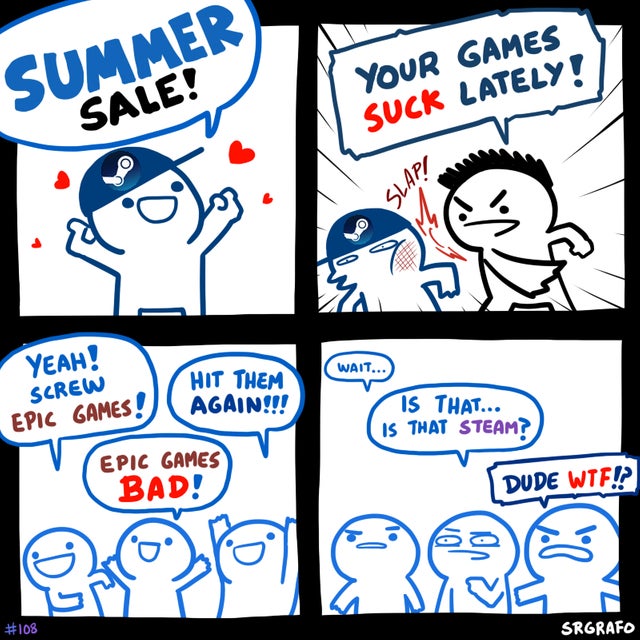 SUMMER
SALE!
YOUR GAMES
SUCK LATELY!
SLAP!
YEAH!
SCREW
EPIC GAMES!
HIT THEM
AGAIN!!!
EPIC GAMES
BAD!
WAIT...
IS THAT...
IS THAT STEAM?
DUDE WTF!?
#108
SRGRAFO